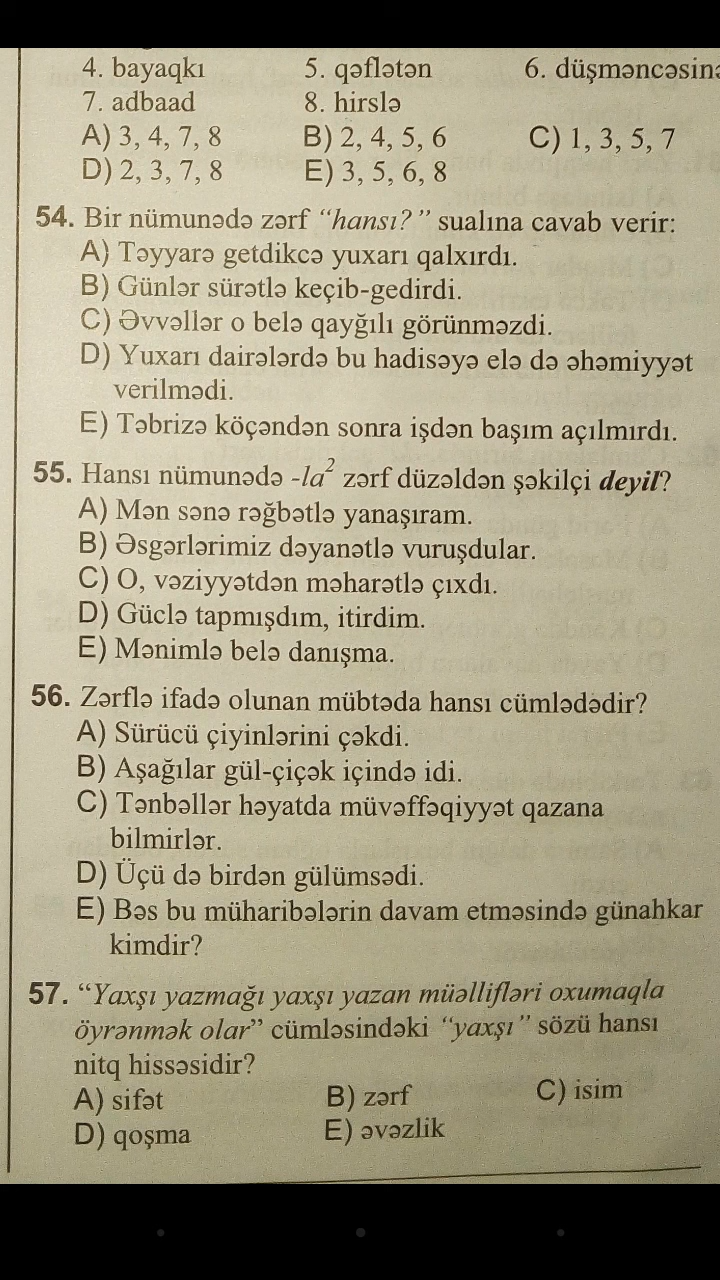 4. bayaqkı 5. qəflətən 6. düşməncəsinə
7. adbaad 8. hirslə
A) 3, 4, 7, 8 B) 2, 4, 5, 6 C) 1, 3, 5, 7
D) 2, 3, 7, 8 E) 3, 5, 6, 8
54. Bir nümunədə zərf “hansı?” sualına cavab verir:
A) Təyyarə getdikcə yuxarı qalxırdı.
B) Günlər sürətlə keçib-gedirdi.
C) Əvvəllər o belə qayğılı görünməzdi.
D) Yuxarı dairələrdə bu hadisəyə elə də əhəmiyyət
verilmədi.
E) Təbrizə köçəndən sonra işdən başım açılmırdı.
55. Hansı nümunədə -la² zərf düzəldən şəkilçi deyil?
A) Mən sənə rəğbətlə yanaşıram.
B) Əsgərlərimiz dəyanətlə vuruşdular.
C) O, vəziyyətdən məharətlə çıxdı.
D) Güclə tapmışdım, itirdim.
E) Mənimlə belə danışma.
56. Zərflə ifadə olunan mübtəda hansı cümlədədir?
A) Sürücü çiyinlərini çəkdi.
B) Aşağılar gül-çiçək içində idi.
C) Tənbəllər həyatda müvəffəqiyyət qazana
bilmirlər.
D) Üçü də birdən gülümsədi.
E) Bəs bu müharibələrin davam etməsində günahkar
kimdir?
57. “Yaxşı yazmağı yaxşı yazan müəllifləri oxumaqla
öyrənmək olar” cümləsindəki “yaxşı” sözü hansı
nitq hissəsidir?
A) sifət B) zərf C) isim
D) qoşma E) əvəzlik